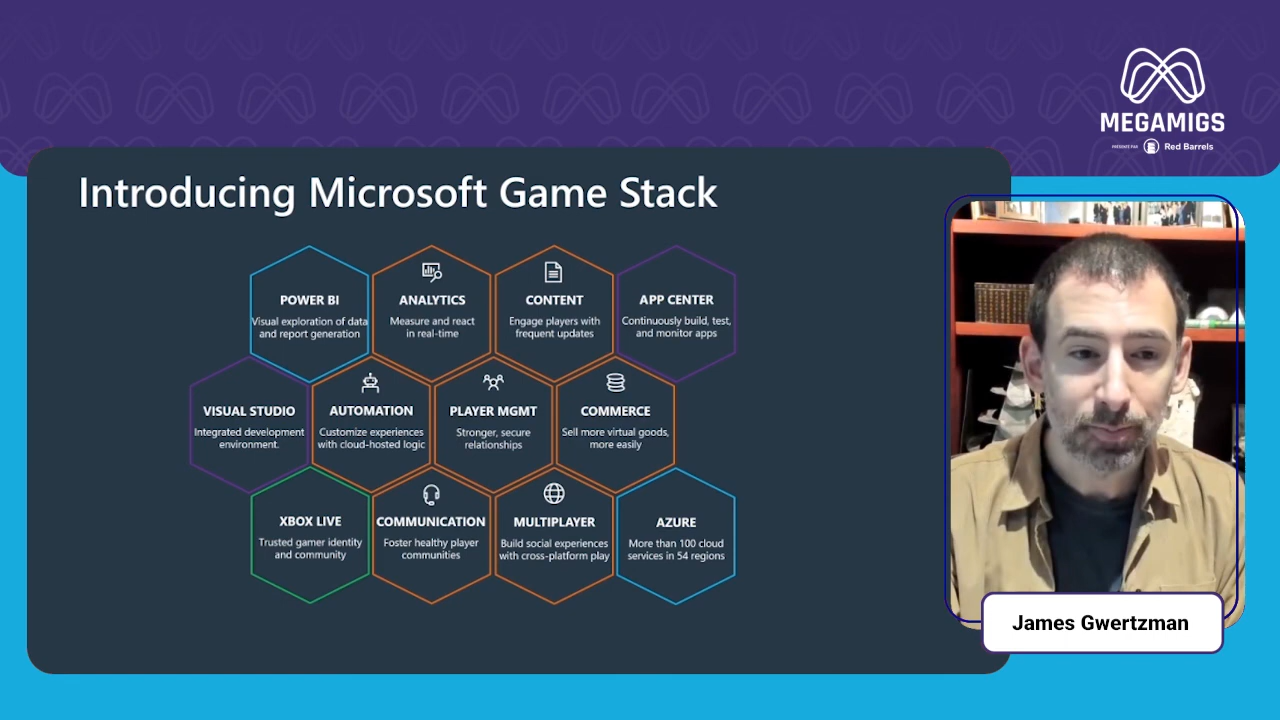 MEGAMIGS
PRÉSENTÉ PAR Red Barrels
Introducing Microsoft Game Stack
POWER BI
Visual exploration of data
and report generation
ANALYTICS
Measure and react
in real-time
CONTENT
Engage players with
frequent updates
APP CENTER
Continuously build, test,
and monitor apps
VISUAL STUDIO
Integrated development
environment.
AUTOMATION
Customize experiences
with cloud-hosted logic
PLAYER MGMT
Stronger, secure
relationships
COMMERCE
Sell more virtual goods,
more easily
XBOX LIVE
Trusted gamer identity
and community
COMMUNICATION
Foster healthy player
communities
MULTIPLAYER
Build social experiences
with cross-platform play
AZURE
More than 100 cloud
services in 54 regions
James Gwertzman